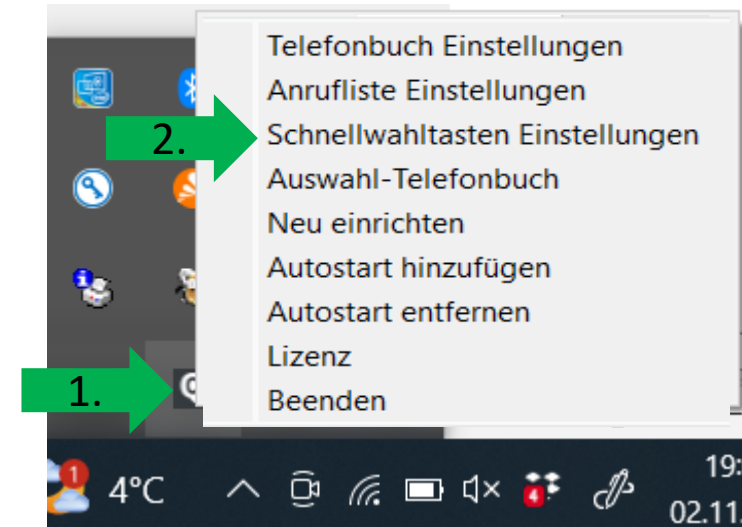 Telefonbuch Einstellungen
Anrufliste Einstellungen
2.
Schnellwahltasten Einstellungen
Auswahl-Telefonbuch
Neu einrichten
Autostart hinzufügen
Autostart entfernen
Lizenz
1.
Beenden
1
4°C
4
19:
02.11.